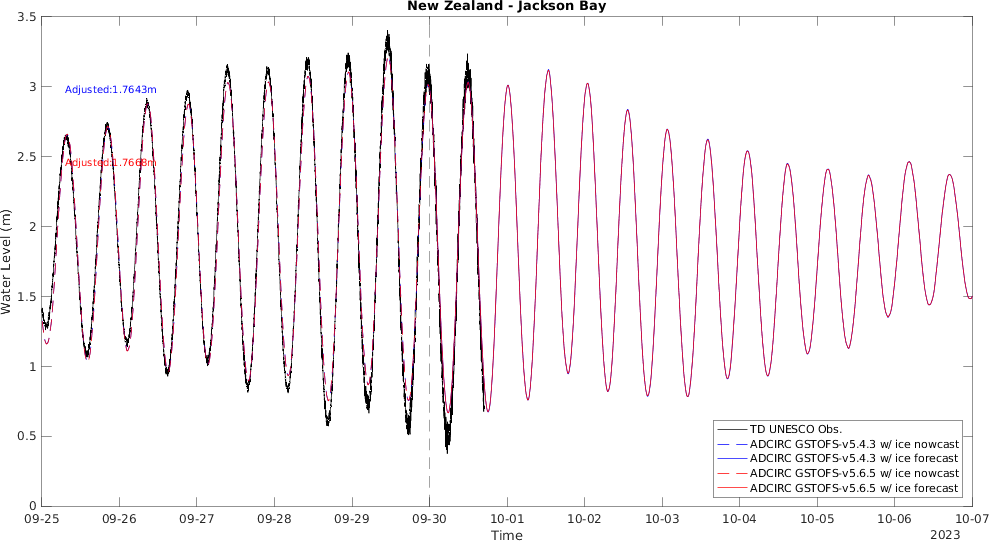 New Zealand - Jackson Bay
3.5
3
2.5
2
1.5
1
0.5
0
Water Level (m)
Adjusted:1.7643m
Adjusted:1.7668m
TD UNESCO Obs.
ADCIRC GSTOFS-v5.4.3 w/ ice nowcast
ADCIRC GSTOFS-v5.4.3 w/ ice forecast
ADCIRC GSTOFS-v5.6.5 w/ ice nowcast
ADCIRC GSTOFS-v5.6.5 w/ ice forecast
09-25 09-26 09-27 09-28 09-29 09-30 10-01 10-02 10-03 10-04 10-05 10-06 10-07
Time
2023